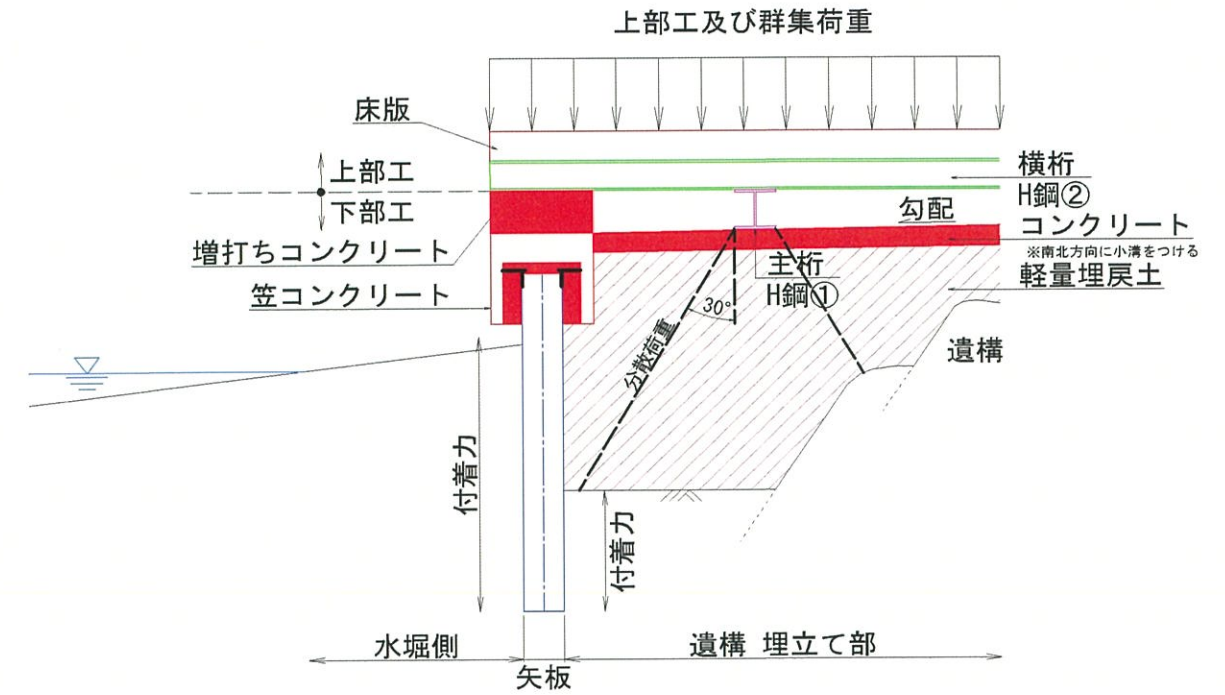 上部工及び群集荷重
床版
上部工
下部工
横桁
H鋼②
勾配
コンクリート
※南北方向に小溝をつける
増打ちコンクリート
主桁
H鋼①
軽量埋戻土
笠コンクリート
30°
分散荷重
遺構
付着力
付着力
水堀側
遺構 埋立て部
矢板